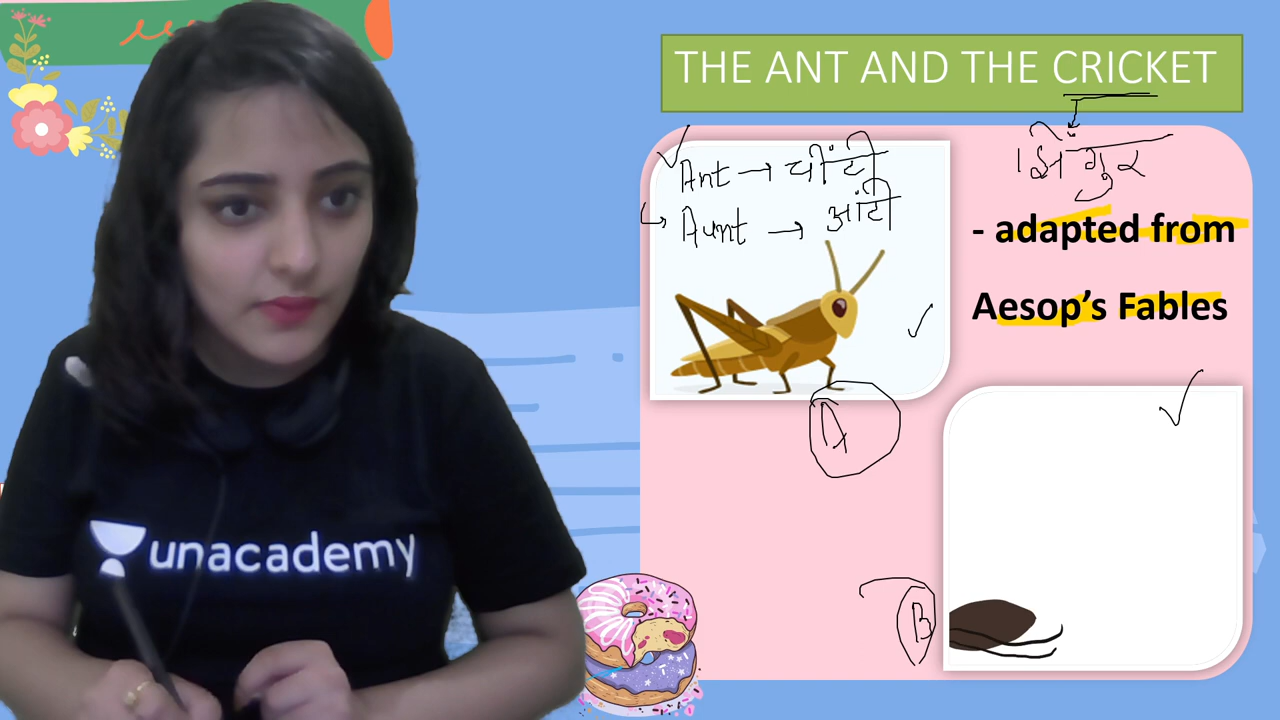 THE ANT AND THE CRICKET
झिंगुर
Ant → चींटी
Aunt → आंटी
- adapted from
Aesop's Fables
A
B
unacademy